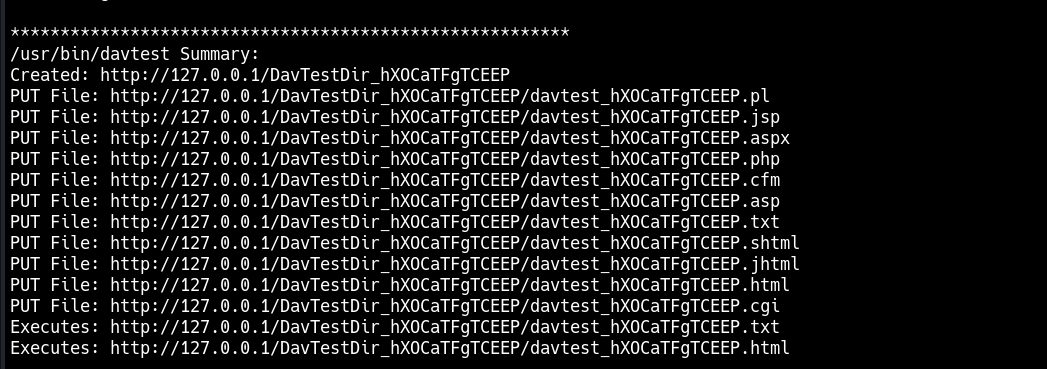 ********************************************************
/usr/bin/davtest Summary:
Created: http://127.0.0.1/DavTestDir_hXOCaTFgTCEEP
PUT File: http://127.0.0.1/DavTestDir_hXOCaTFgTCEEP/davtest_hXOCaTFgTCEEP.pl
PUT File: http://127.0.0.1/DavTestDir_hXOCaTFgTCEEP/davtest_hXOCaTFgTCEEP.jsp
PUT File: http://127.0.0.1/DavTestDir_hXOCaTFgTCEEP/davtest_hXOCaTFgTCEEP.aspx
PUT File: http://127.0.0.1/DavTestDir_hXOCaTFgTCEEP/davtest_hXOCaTFgTCEEP.php
PUT File: http://127.0.0.1/DavTestDir_hXOCaTFgTCEEP/davtest_hXOCaTFgTCEEP.cfm
PUT File: http://127.0.0.1/DavTestDir_hXOCaTFgTCEEP/davtest_hXOCaTFgTCEEP.asp
PUT File: http://127.0.0.1/DavTestDir_hXOCaTFgTCEEP/davtest_hXOCaTFgTCEEP.txt
PUT File: http://127.0.0.1/DavTestDir_hXOCaTFgTCEEP/davtest_hXOCaTFgTCEEP.shtml
PUT File: http://127.0.0.1/DavTestDir_hXOCaTFgTCEEP/davtest_hXOCaTFgTCEEP.jhtml
PUT File: http://127.0.0.1/DavTestDir_hXOCaTFgTCEEP/davtest_hXOCaTFgTCEEP.html
PUT File: http://127.0.0.1/DavTestDir_hXOCaTFgTCEEP/davtest_hXOCaTFgTCEEP.cgi
Executes: http://127.0.0.1/DavTestDir_hXOCaTFgTCEEP/davtest_hXOCaTFgTCEEP.txt
Executes: http://127.0.0.1/DavTestDir_hXOCaTFgTCEEP/davtest_hXOCaTFgTCEEP.html